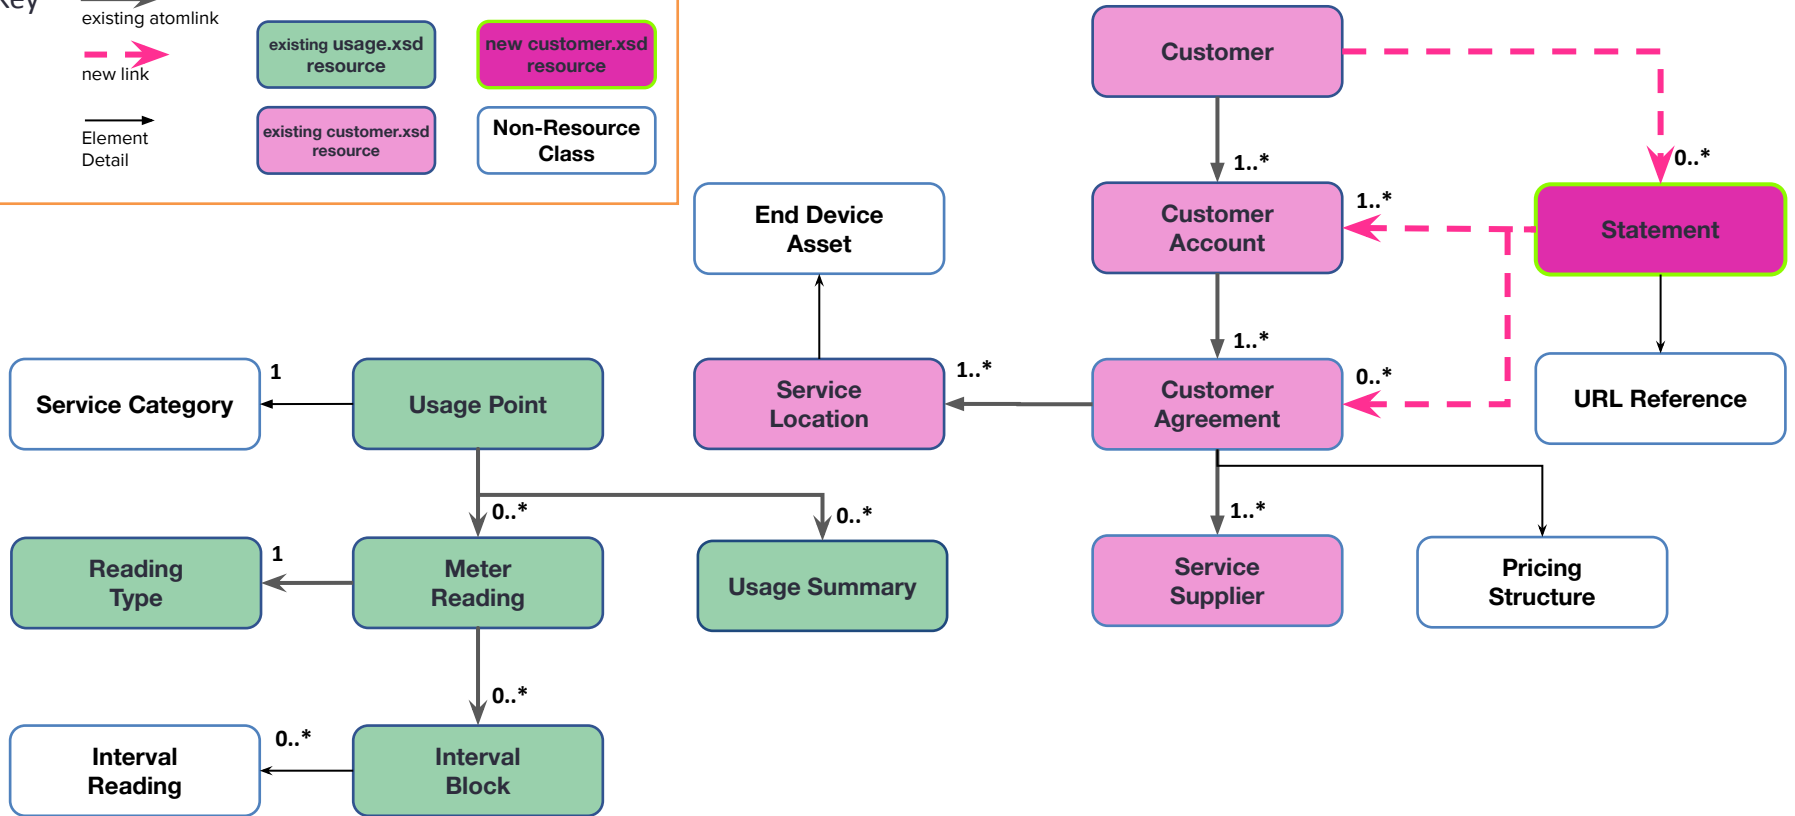 Key
existing atomlink
new link
Element
Detail
existing usage.xsd
resource
new customer.xsd
resource
existing customer.xsd
resource
Non-Resource
Class
Customer
1..*
0..*
End Device
Asset
Customer
Account
1..*
Statement
1..*
Service Category
1
Usage Point
Service
Location
1..*
Customer
Agreement
0..*
URL Reference
0..*
0..*
1..*
Reading
Type
1
Meter
Reading
Usage Summary
Service
Supplier
Pricing
Structure
0..*
Interval
Reading
0..*
Interval
Block